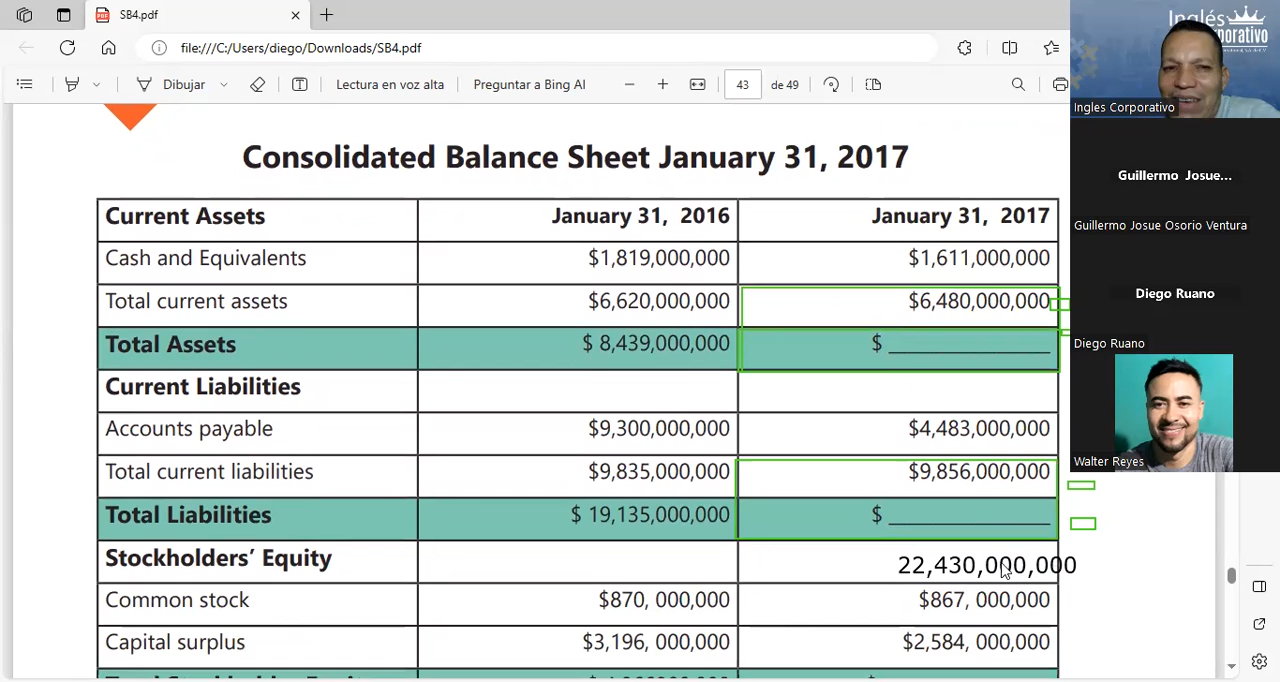 SB4.pdf
file:///C:/Users/diego/Downloads/SB4.pdf
Dibujar
Lectura en voz alta
Preguntar a Bing AI
43
de 49
Inglés
Ingles Corporativo
Guillermo Josue...
Guillermo Josue Osorio Ventura
Diego Ruano
Diego Ruano
Walter Reyes
Consolidated Balance Sheet January 31, 2017
Current Assets January 31, 2016 January 31, 2017
Cash and Equivalents $1,819,000,000 $1,611,000,000
Total current assets $6,620,000,000 $6,480,000,000
Total Assets $ 8,439,000,000 $ _______________
Current Liabilities
Accounts payable $9,300,000,000 $4,483,000,000
Total current liabilities $9,835,000,000 $9,856,000,000
Total Liabilities $ 19,135,000,000 $ _______________
Stockholders’ Equity 22,430,000,000
Common stock $870, 000,000 $867, 000,000
Capital surplus $3,196, 000,000 $2,584, 000,000